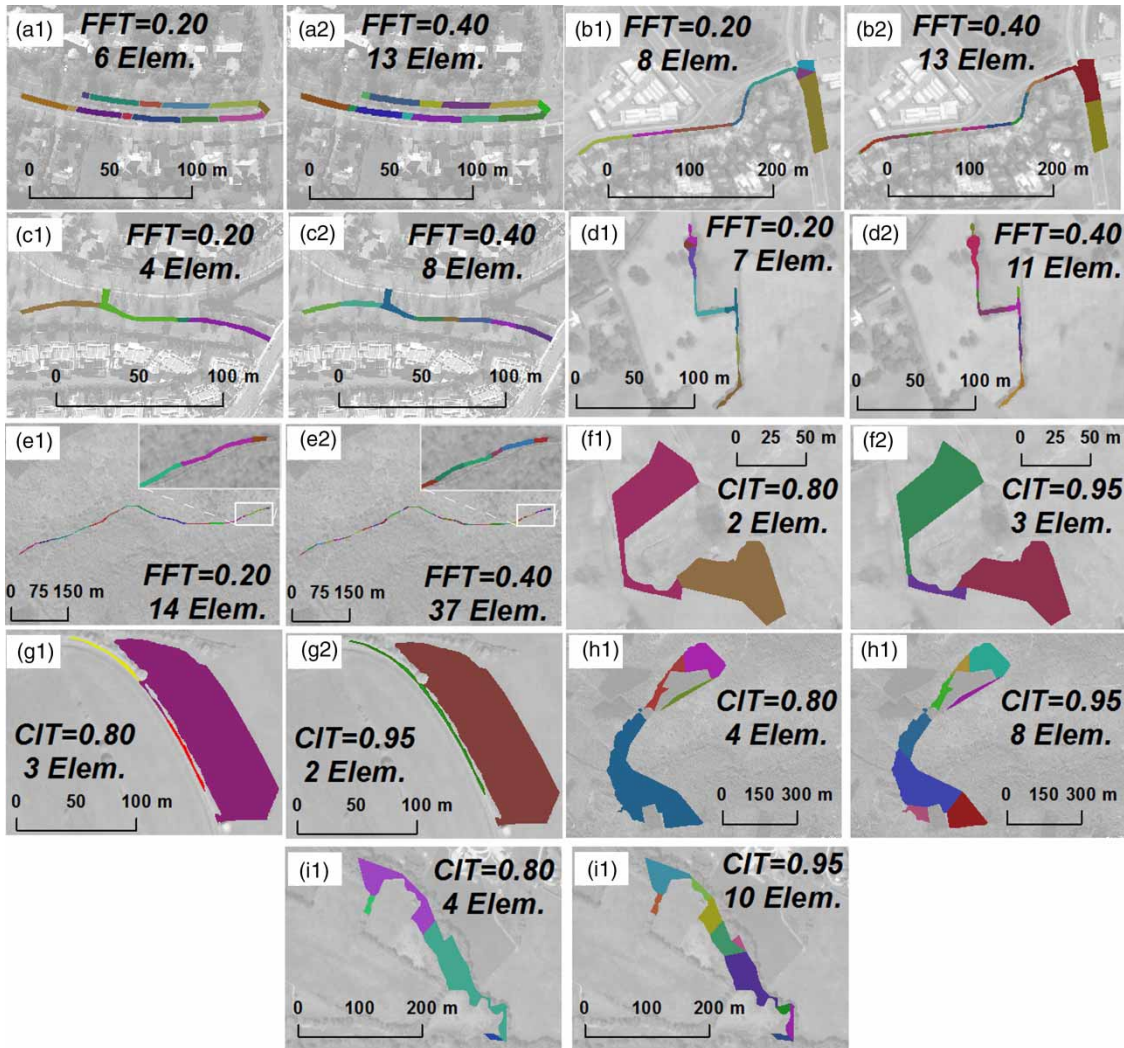 (a1) FFT=0.20
6 Elem.
0 50 100 m
(a2) FFT=0.40
13 Elem.
0 50 100 m
(b1) FFT=0.20
8 Elem.
0 100 200 m
(b2) FFT=0.40
13 Elem.
0 100 200 m
(c1) FFT=0.20
4 Elem.
0 50 100 m
(c2) FFT=0.40
8 Elem.
0 50 100 m
(d1) FFT=0.20
7 Elem.
0 50 100 m
(d2) FFT=0.40
11 Elem.
0 50 100 m
(e1)
0 75 150 m
FFT=0.20
14 Elem.
(e2)
0 75 150 m
FFT=0.40
37 Elem.
(f1) 0 25 50 m
CIT=0.80
2 Elem.
(f2) 0 25 50 m
CIT=0.95
3 Elem.
(g1)
CIT=0.80
3 Elem.
0 50 100 m
(g2)
CIT=0.95
2 Elem.
0 50 100 m
(h1)
CIT=0.80
4 Elem.
0 150 300 m
(h1)
CIT=0.95
8 Elem.
0 150 300 m
(i1) CIT=0.80
4 Elem.
0 100 200 m
(i1) CIT=0.95
10 Elem.
0 100 200 m